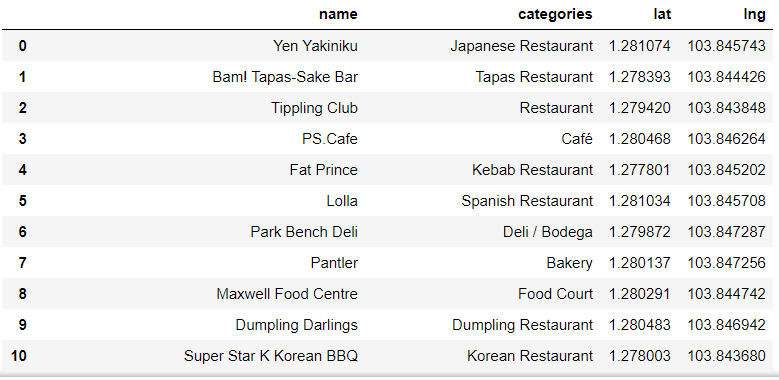 name categories lat lng
0 Yen Yakiniku Japanese Restaurant 1.281074 103.845743
1 Bam! Tapas-Sake Bar Tapas Restaurant 1.278393 103.844426
2 Tippling Club Restaurant 1.279420 103.843848
3 PS.Cafe Café 1.280468 103.846264
4 Fat Prince Kebab Restaurant 1.277801 103.845202
5 Lolla Spanish Restaurant 1.281034 103.845708
6 Park Bench Deli Deli / Bodega 1.279872 103.847287
7 Pantler Bakery 1.280137 103.847256
8 Maxwell Food Centre Food Court 1.280291 103.844742
9 Dumpling Darlings Dumpling Restaurant 1.280483 103.846942
10 Super Star K Korean BBQ Korean Restaurant 1.278003 103.843680